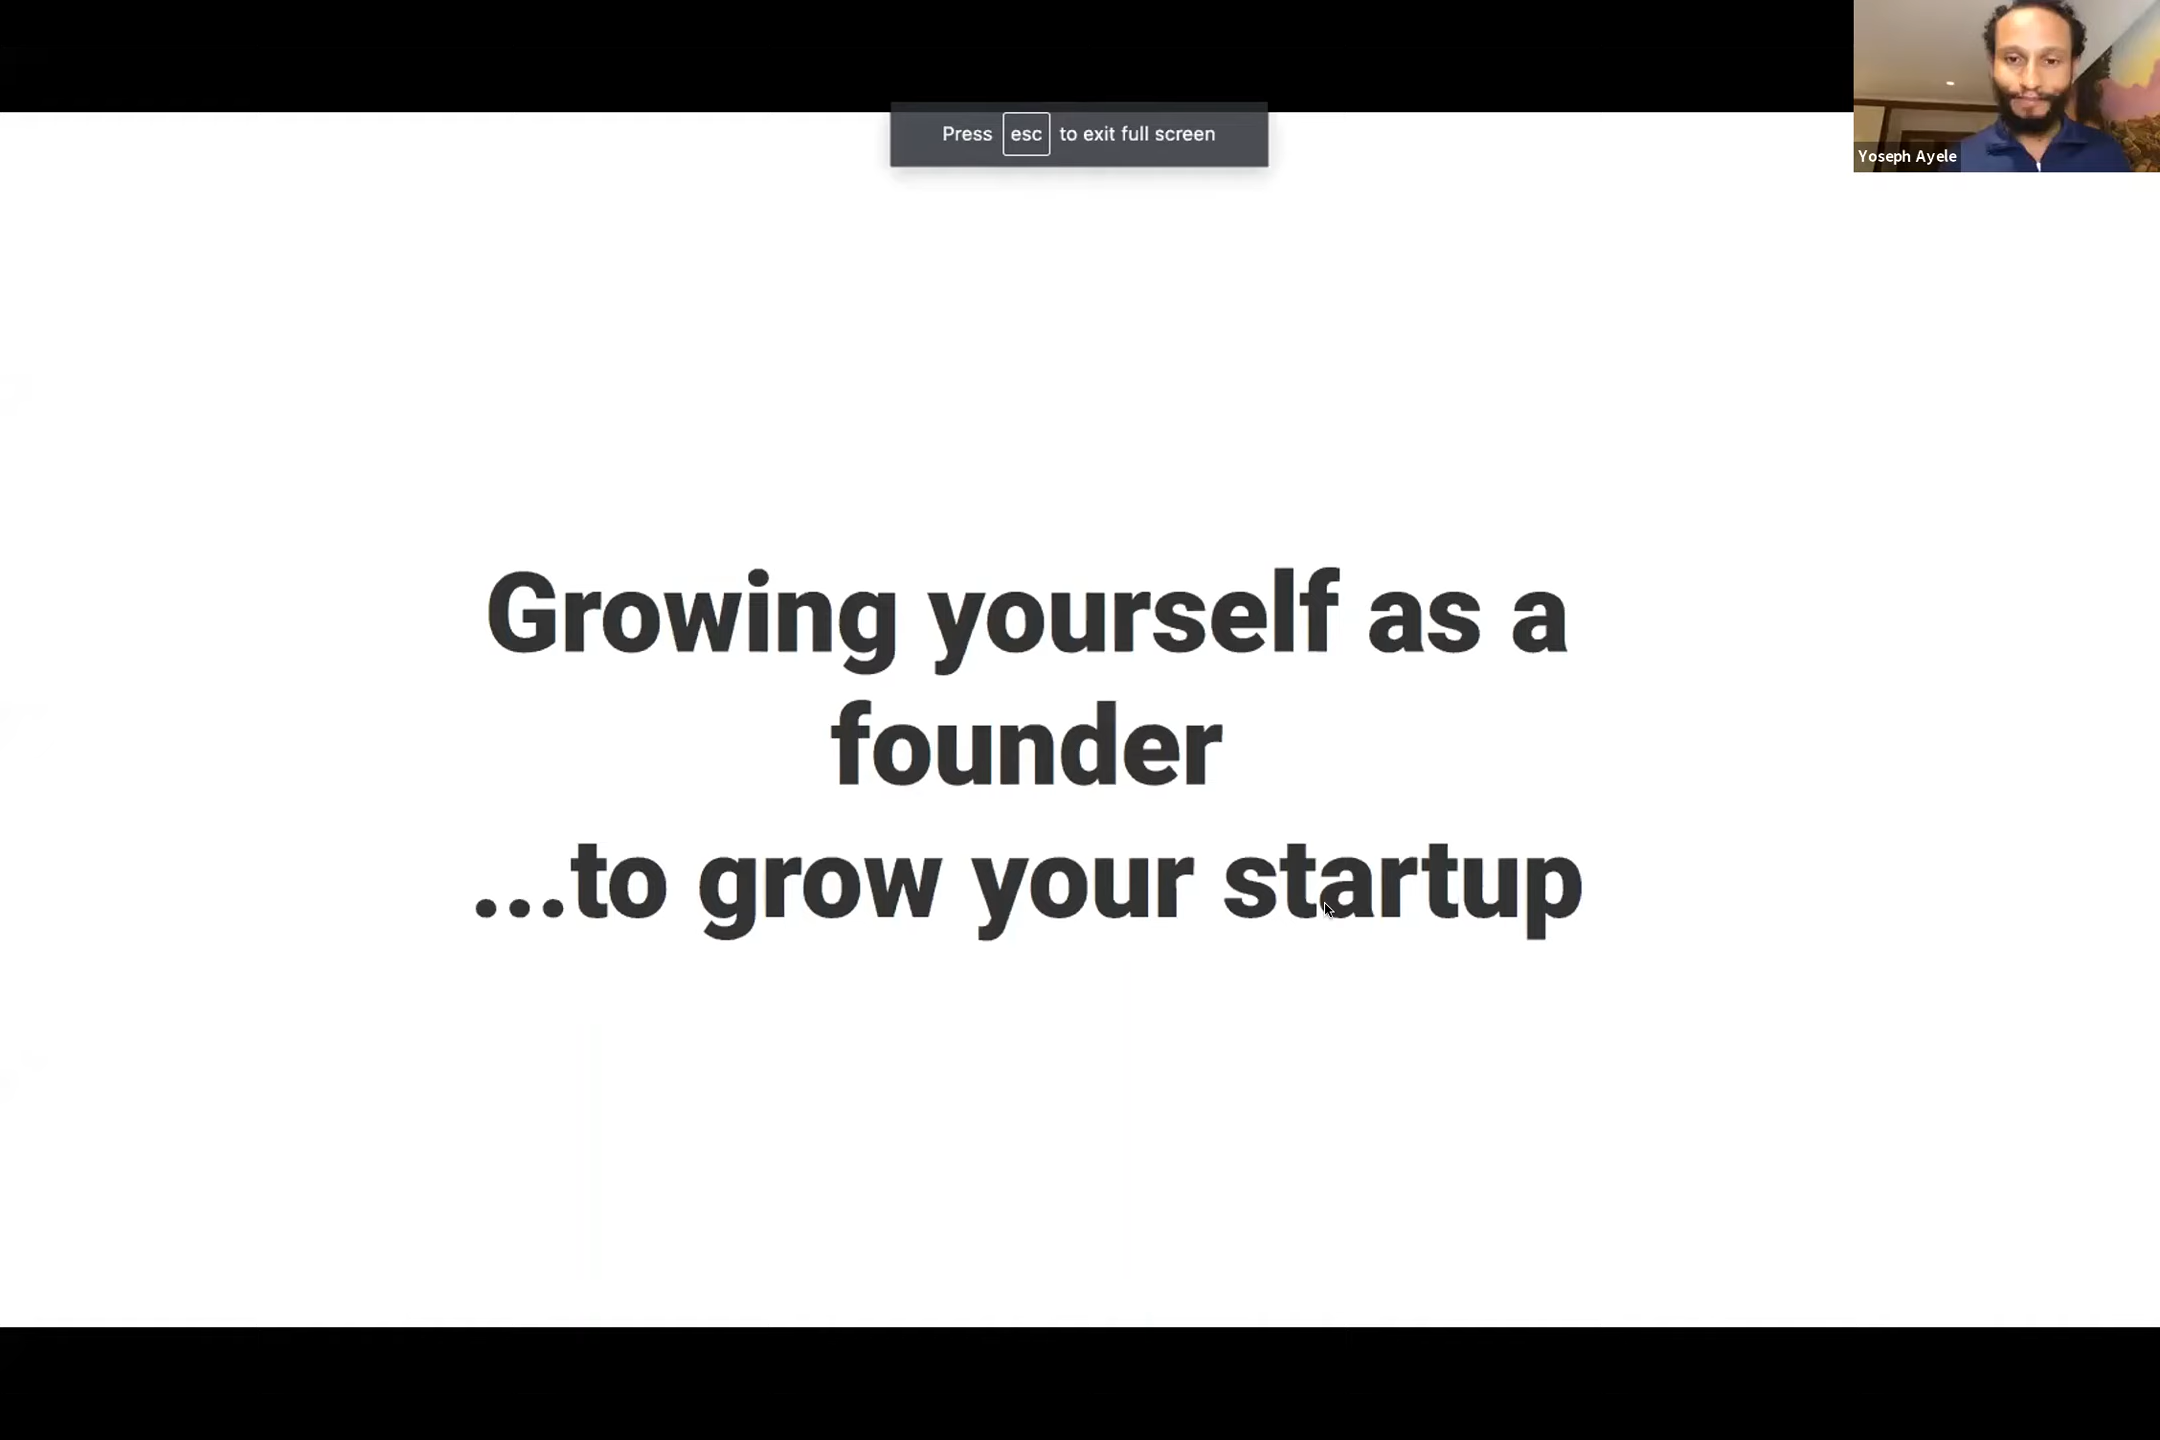 Press esc to exit full screen
Yoseph Ayele
Growing yourself as a
founder
...to grow your startup